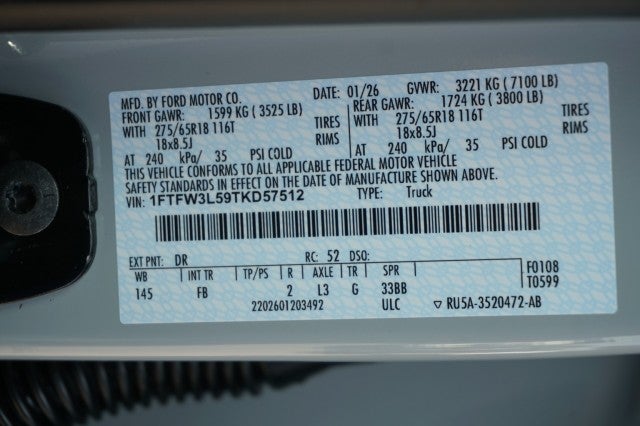 MFD. BY FORD MOTOR CO. DATE: 01/26 GVWR: 3221 KG ( 7100 LB)
FRONT GAWR: 1599 KG ( 3525 LB) REAR GAWR: 1724 KG ( 3800 LB)
WITH 275/65R18 116T TIRES WITH 275/65R18 116T TIRES
18x8.5J RIMS 18x8.5J RIMS
AT 240 kPa/ 35 PSI COLD AT 240 kPa/ 35 PSI COLD
THIS VEHICLE CONFORMS TO ALL APPLICABLE FEDERAL MOTOR VEHICLE
SAFETY STANDARDS IN EFFECT ON THE DATE OF MANUFACTURE SHOWN ABOVE.
VIN: 1FTFW3L59TKD57512 TYPE: Truck
EXT PNT: DR RC: 52 DSO:
WB INT TR TP/PS R AXLE TR SPR F0108
145 FB 2 L3 G 33BB T0599
2202601203492 ULC ▽ RU5A-3520472-AB